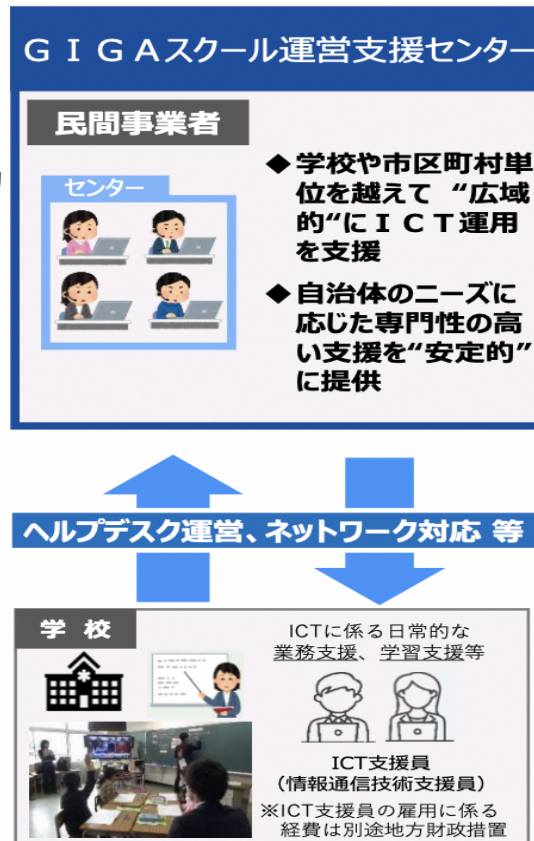 GIGAスクール運営支援センター
民間事業者
センター
◆学校や市区町村単
位を越えて “広域
的“にICT運用
を支援
◆自治体のニーズに
応じた専門性の高
い支援を“安定的”
に提供
ヘルプデスク運営、ネットワーク対応 等
学 校
ICTに係る日常的な
業務支援、学習支援等
ICT支援員
(情報通信技術支援員)
※ICT支援員の雇用に係る
経費は別途地方財政措置